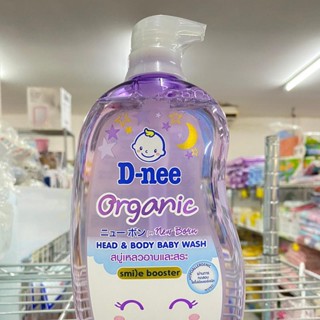 D-nee
Organic
ニューボン for New Born
HEAD & BODY BABY WASH
สบู่เหลวอาบและสระ
smile booster